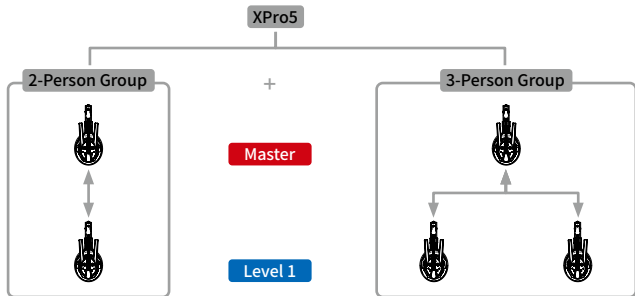 XPro5
2-Person Group
+
3-Person Group
Master
Level 1